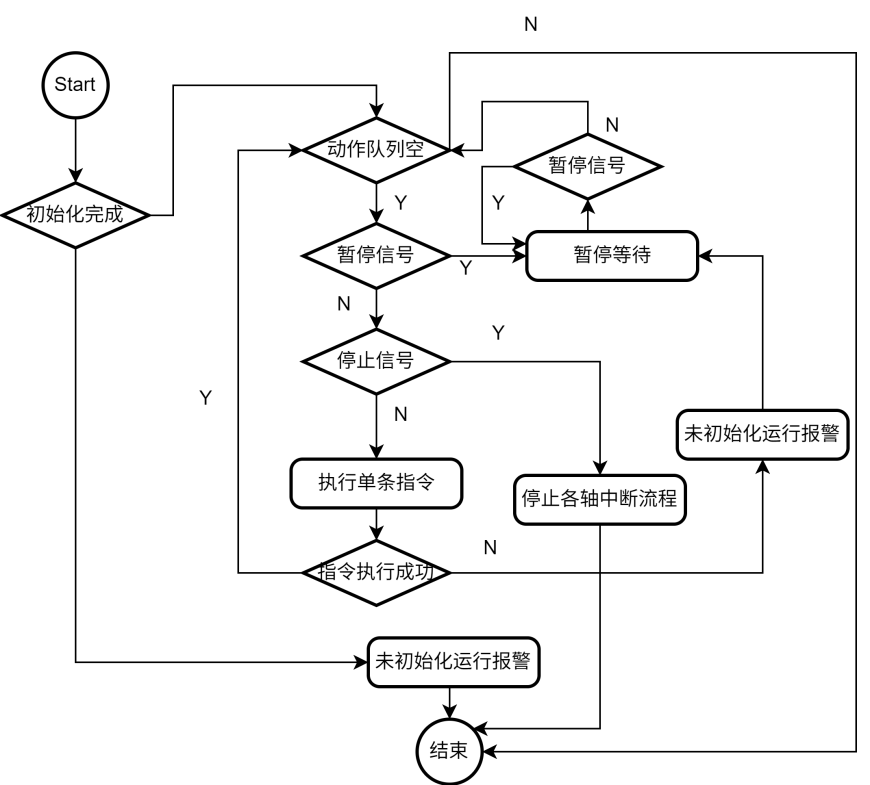 N
Start
动作队列空
N
暂停信号
初始化完成
Y
Y
暂停信号
暂停等待
Y
N
Y
停止信号
Y
N
未初始化运行报警
执行单条指令
停止各轴中断流程
N
指令执行成功
未初始化运行报警
结束